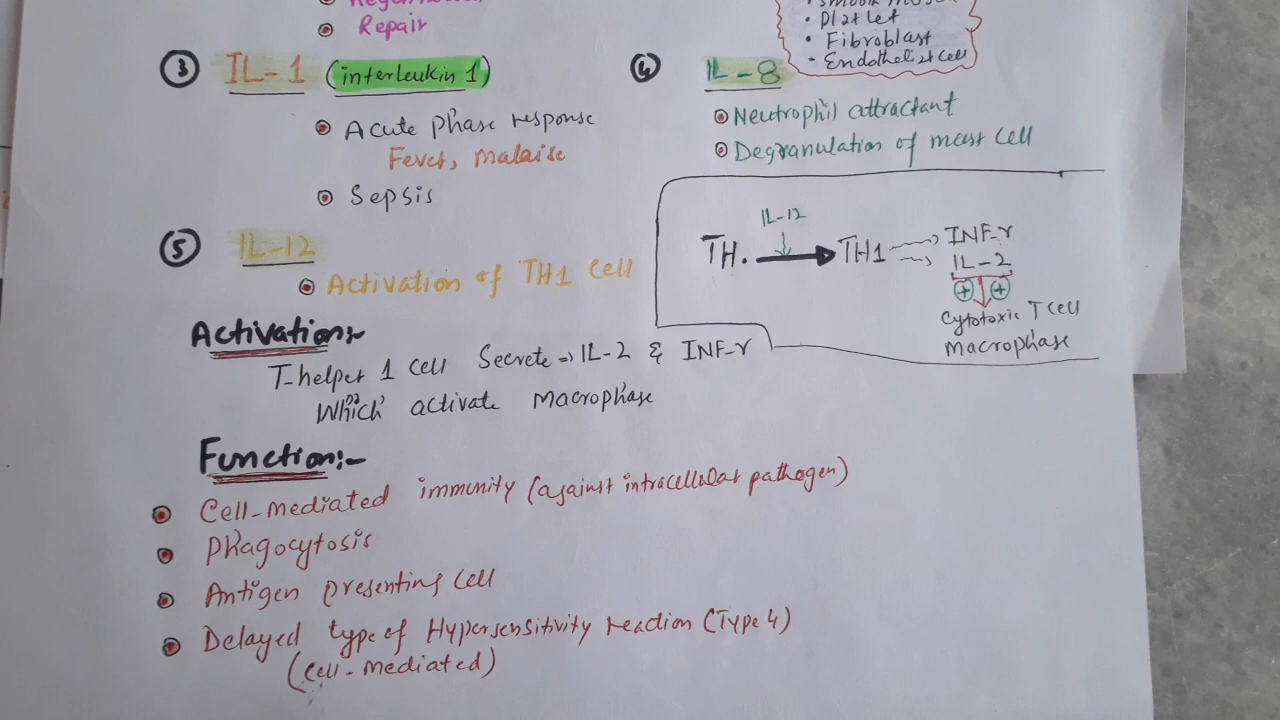 Repair
• Platlet
• Fibroblast
• Endothelist cell
③ IL-1 (interleukin 1)
Acute phase response
Fever, Malaise
Sepsis
④ IL-8
Neutrophil attractant
Degranulation of mast cell
⑤ IL-12
Activation of TH1 cell
IL-12
TH. TH1 INF-γ
IL-2
+ +
Cytotoxic T cell
macrophase
Activation:-
T-helper 1 cell Secrete => IL-2 & INF-γ
Which activate macrophase
Function:-
Cell-mediated immunity (against intracellular pathogen)
Phagocytosis
Antigen presenting cell
Delayed type of Hypersensitivity reaction (Type 4)
(cell-mediated)